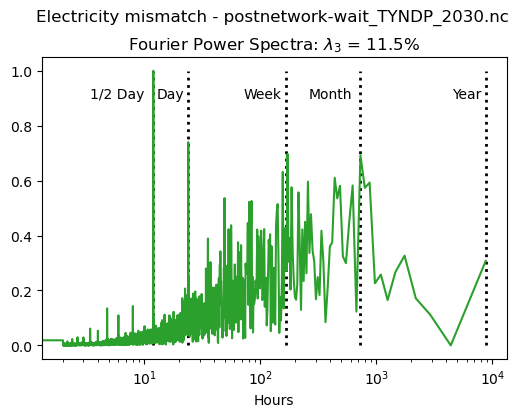 Electricity mismatch - postnetwork-wait_TYNDP_2030.nc
Fourier Power Spectra: λ₃ = 11.5%
1/2 Day
Day
Week
Month
Year
1.0
0.8
0.6
0.4
0.2
0.0
10¹
10²
10³
10⁴
Hours